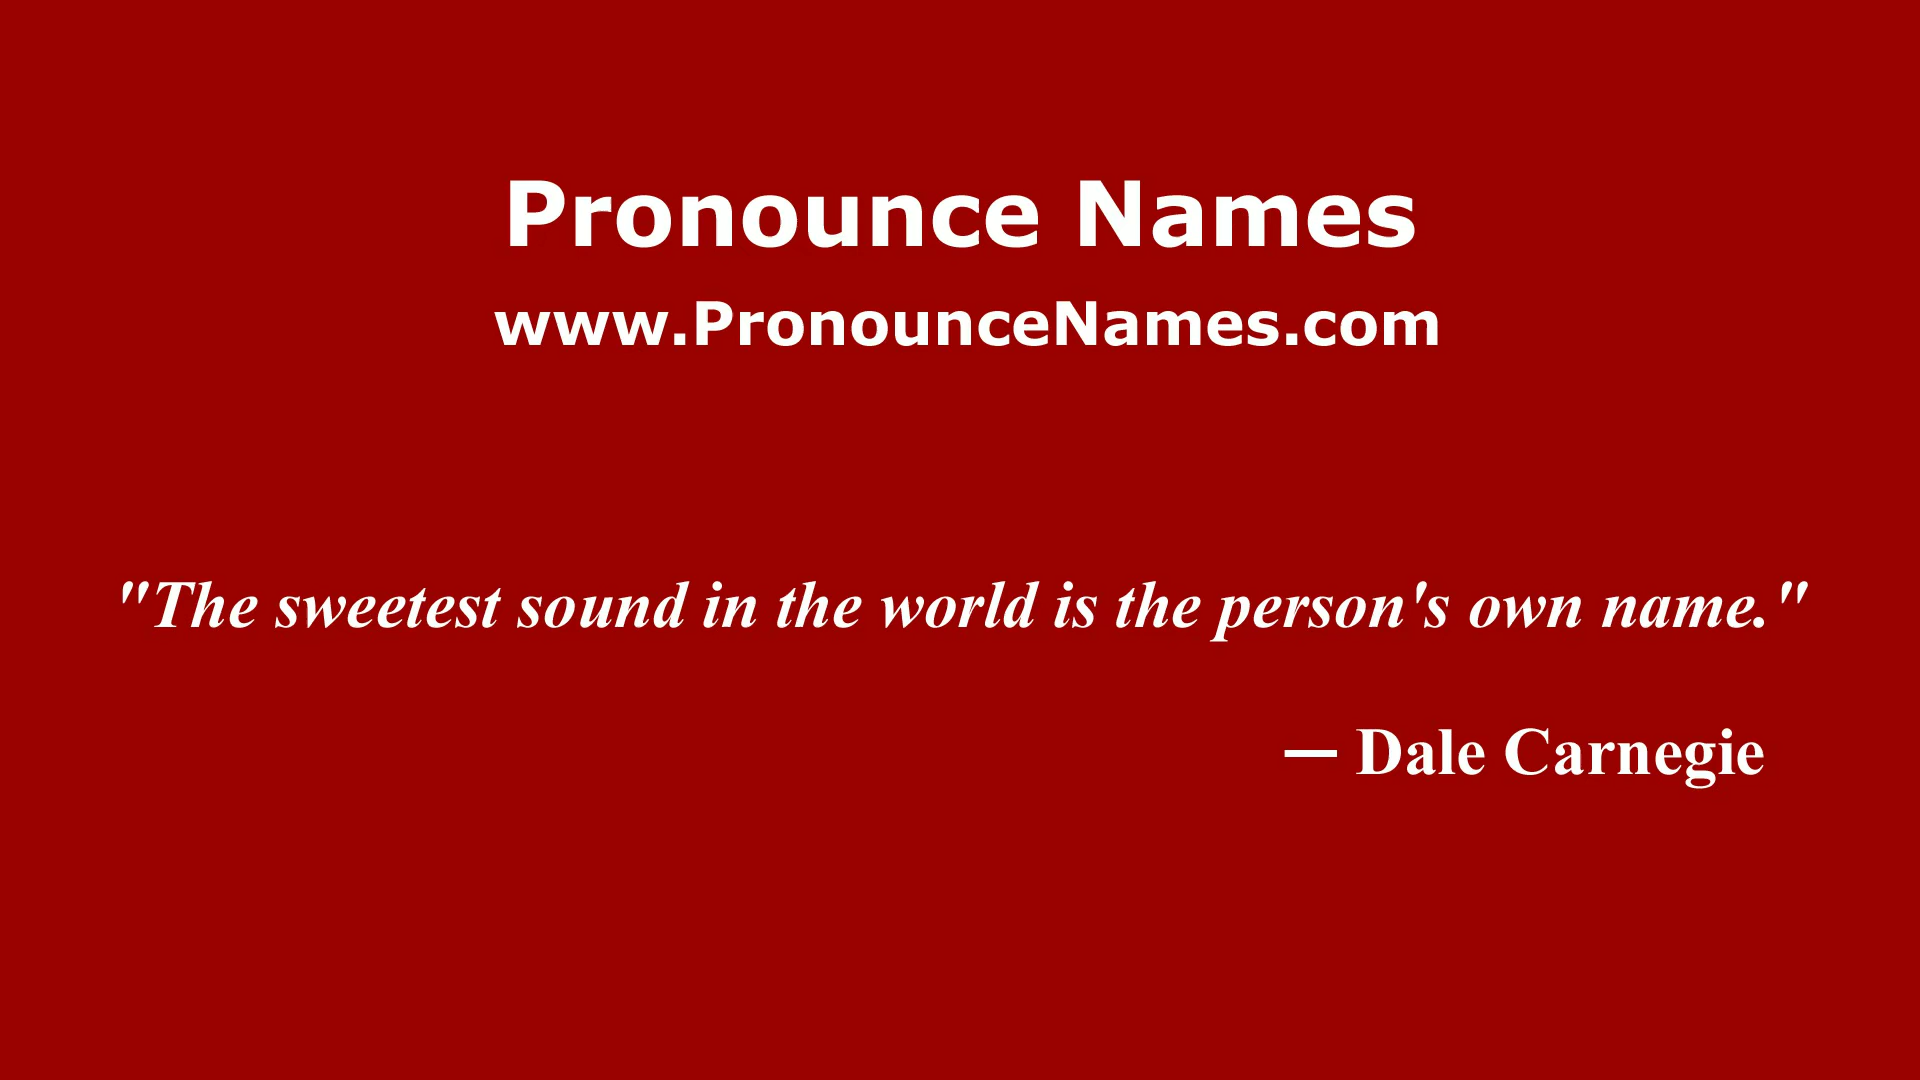 Pronounce Names
www.PronounceNames.com
"The sweetest sound in the world is the person's own name."
— Dale Carnegie